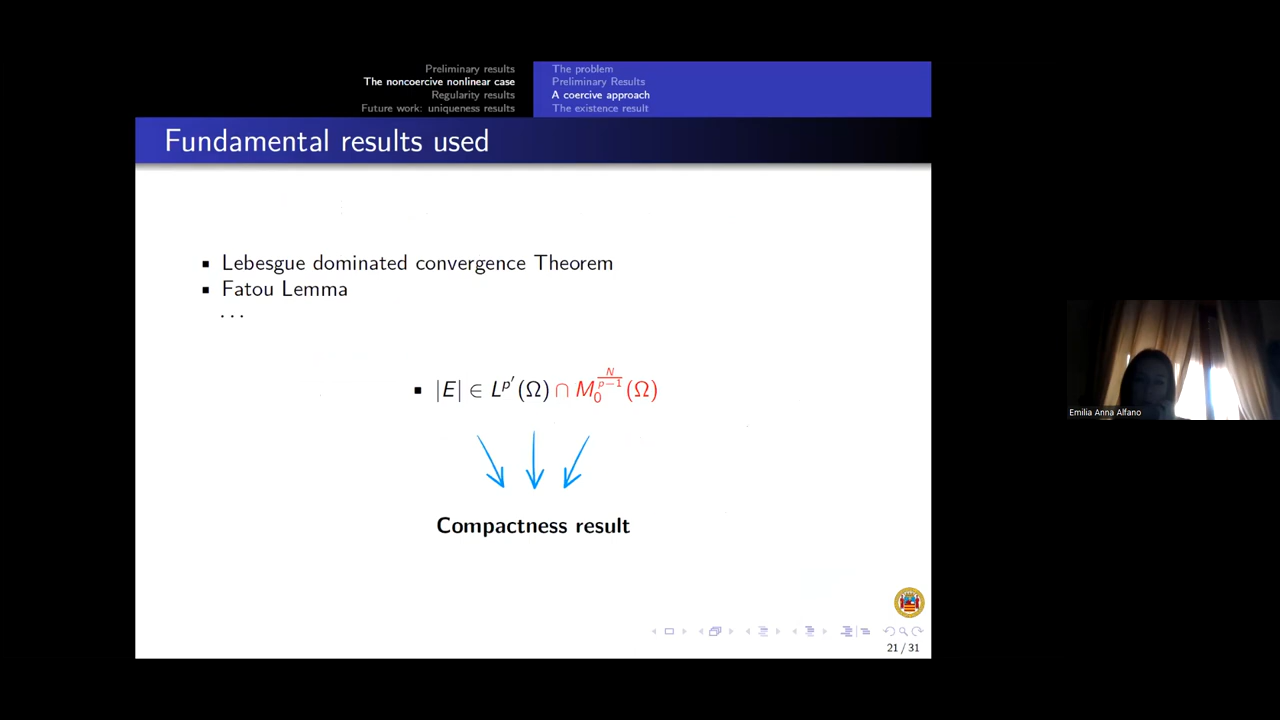 Preliminary results
The noncoercive nonlinear case
Regularity results
Future work: uniqueness results
The problem
Preliminary Results
A coercive approach
The existence result
Fundamental results used
▪ Lebesgue dominated convergence Theorem
▪ Fatou Lemma
...
▪ |E| ∈ L^{p'}(Ω) ∩ M_0^{\frac{N}{p-1}}(Ω)
Compactness result
21 / 31
Emilia Anna Alfano